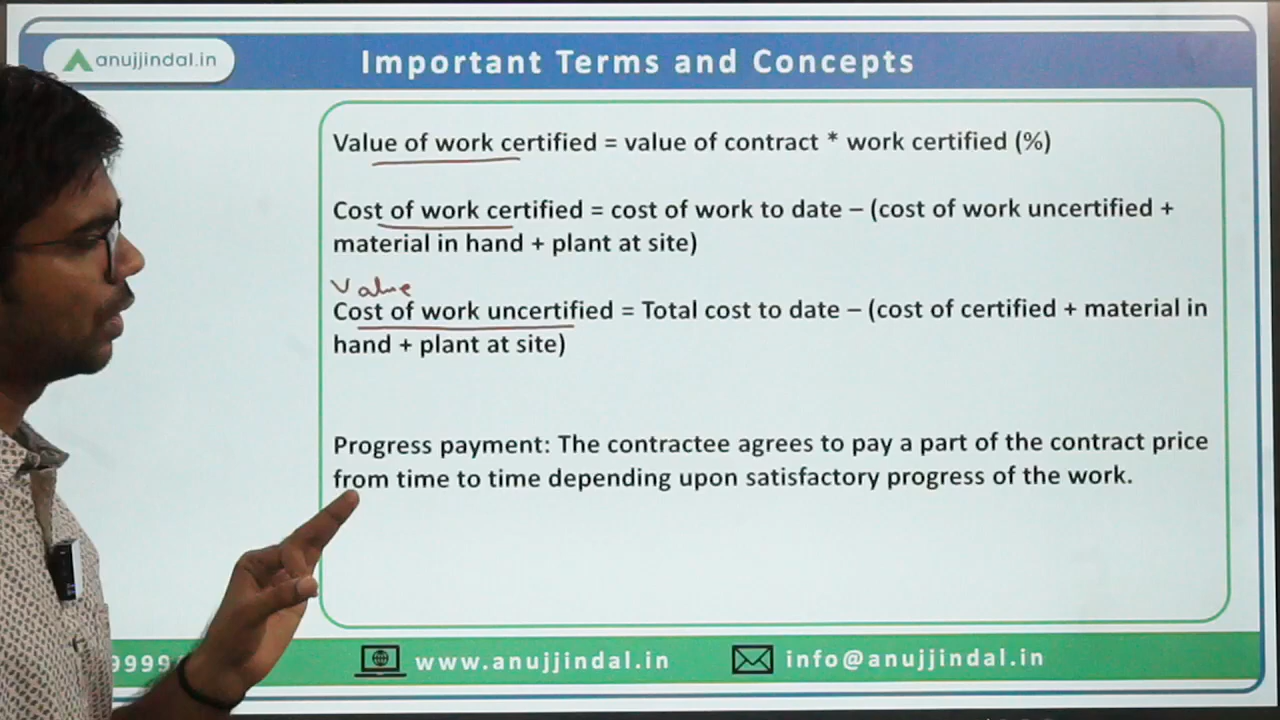 anujjindal.in
Important Terms and Concepts
Value of work certified = value of contract * work certified (%)
Cost of work certified = cost of work to date – (cost of work uncertified +
material in hand + plant at site)
Value
Cost of work uncertified = Total cost to date – (cost of certified + material in
hand + plant at site)
Progress payment: The contractee agrees to pay a part of the contract price
from time to time depending upon satisfactory progress of the work.
9999
www.anujjindal.in
info@anujjindal.in